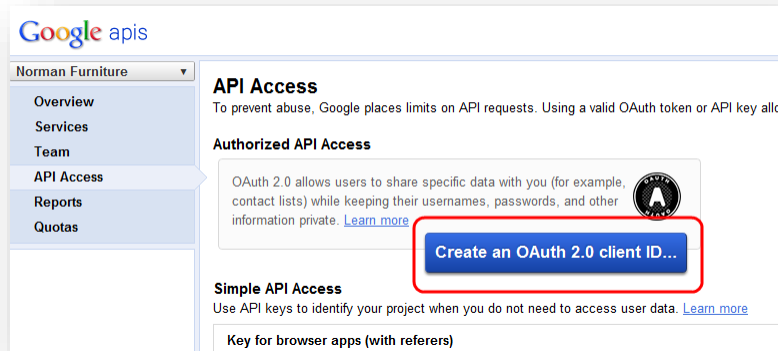 Google apis
Norman Furniture
Overview
Services
Team
API Access
Reports
Quotas
API Access
To prevent abuse, Google places limits on API requests. Using a valid OAuth token or API key allo
Authorized API Access
OAuth 2.0 allows users to share specific data with you (for example,
contact lists) while keeping their usernames, passwords, and other
information private. Learn more
OAUTH
A
OAUTH
Create an OAuth 2.0 client ID...
Simple API Access
Use API keys to identify your project when you do not need to access user data. Learn more
Key for browser apps (with referers)